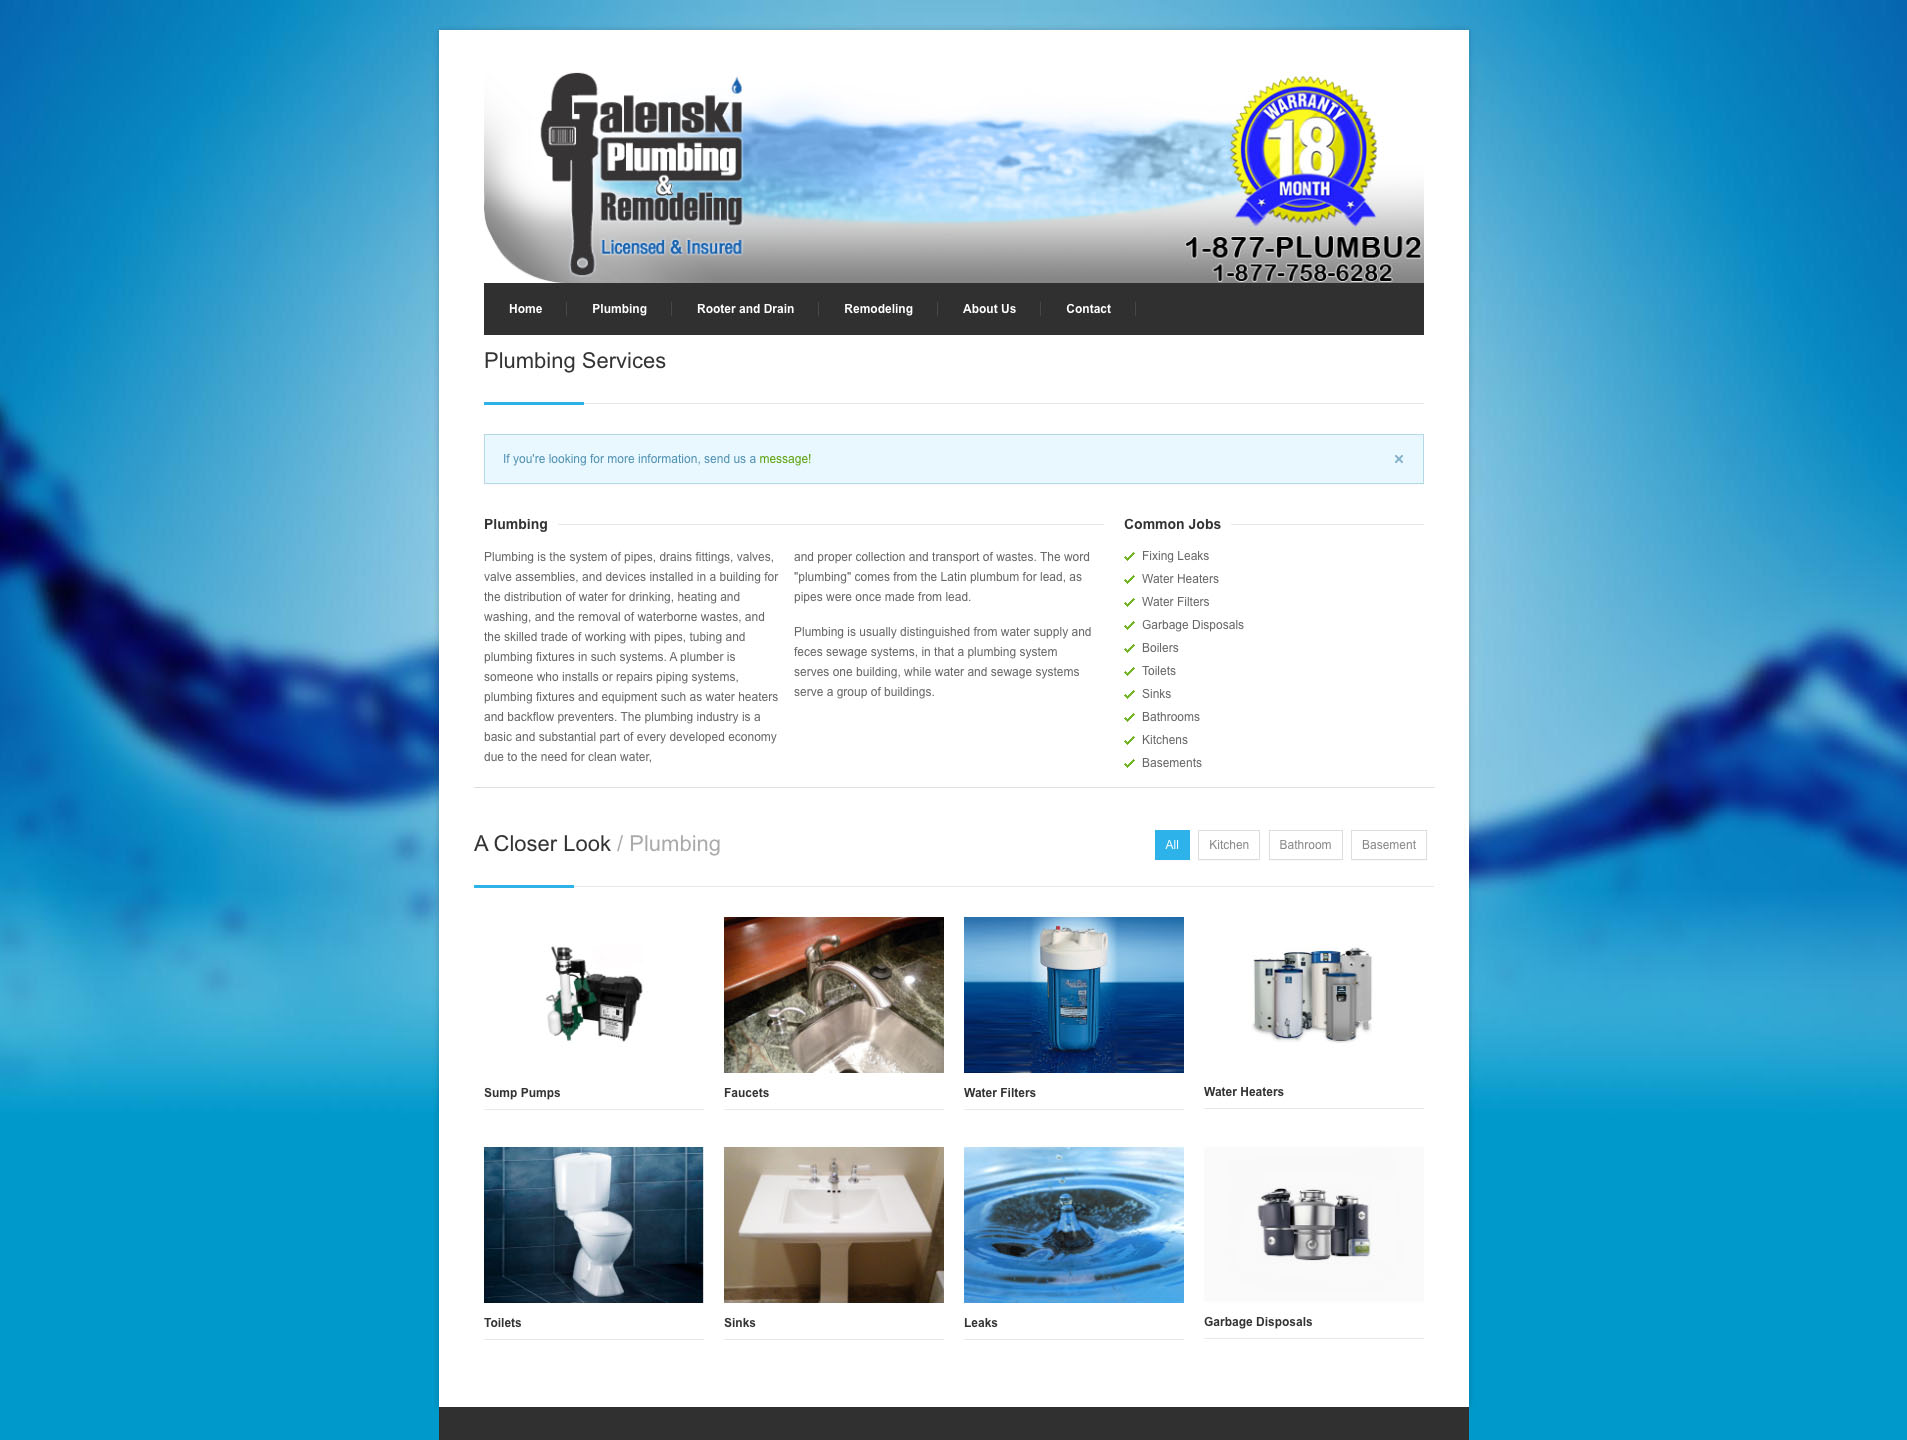 Galenski
Plumbing
&
Remodeling
Licensed & Insured
WARRANTY
18
MONTH
1-877-PLUMBU2
1-877-758-6282
Home Plumbing Rooter and Drain Remodeling About Us Contact
Plumbing Services
If you're looking for more information, send us a message!
×
Plumbing
Plumbing is the system of pipes, drains fittings, valves,
valve assemblies, and devices installed in a building for
the distribution of water for drinking, heating and
washing, and the removal of waterborne wastes, and
the skilled trade of working with pipes, tubing and
plumbing fixtures in such systems. A plumber is
someone who installs or repairs piping systems,
plumbing fixtures and equipment such as water heaters
and backflow preventers. The plumbing industry is a
basic and substantial part of every developed economy
due to the need for clean water,
and proper collection and transport of wastes. The word
"plumbing" comes from the Latin plumbum for lead, as
pipes were once made from lead.
Plumbing is usually distinguished from water supply and
feces sewage systems, in that a plumbing system
serves one building, while water and sewage systems
serve a group of buildings.
Common Jobs
Fixing Leaks
Water Heaters
Water Filters
Garbage Disposals
Boilers
Toilets
Sinks
Bathrooms
Kitchens
Basements
A Closer Look / Plumbing
All Kitchen Bathroom Basement
Sump Pumps
Faucets
Water Filters
Water Heaters
Toilets
Sinks
Leaks
Garbage Disposals